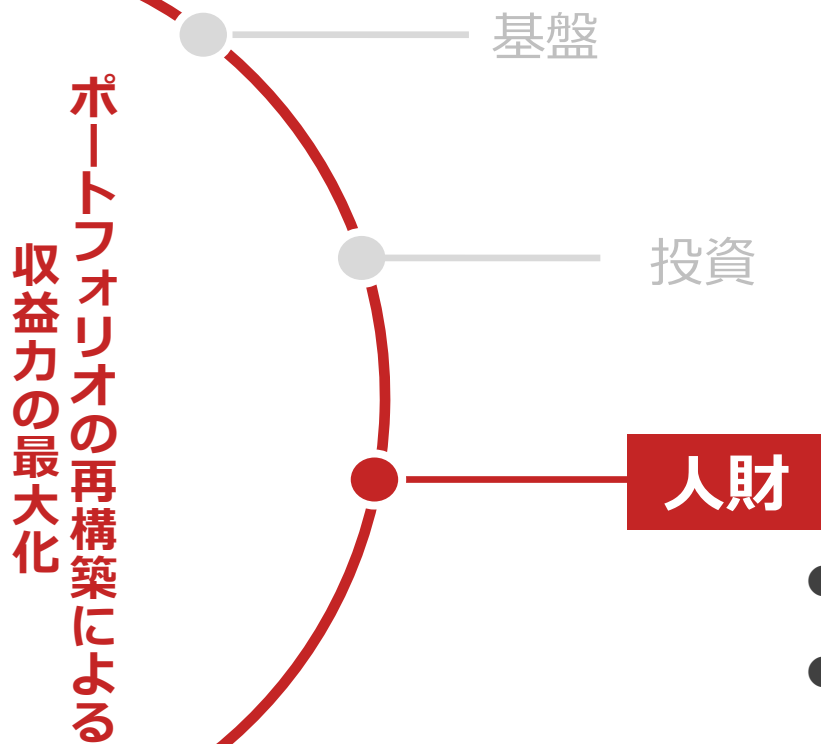 ポートフォリオの再構築による
収益力の最大化
基盤
投資
人財